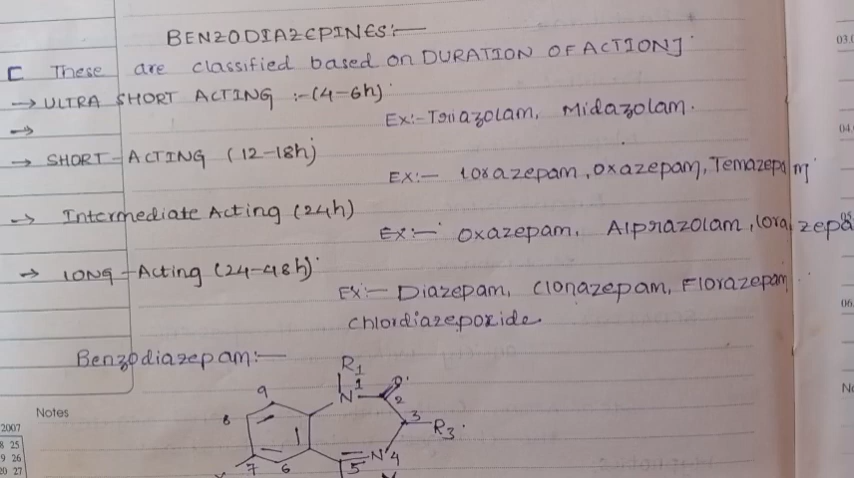 BENZODIAZEPINES:-
[ These are classified based on DURATION OF ACTION]
→ ULTRA SHORT ACTING :-(4-6h)
Ex:- Triazolam, Midazolam.
→
→ SHORT-ACTING (12-18h)
EX:- lorazepam, Oxazepam, Temazepam
→ Intermediate Acting (24h)
EX:- Oxazepam, Alprazolam, lorazepa
→ LONG-Acting (24-48h)
EX:- Diazepam, Clonazepam, Florazepam
Chlordiazepoxide
Benzodiazepam:-
R1
9 N 1 O
8 2
3 R3
7 6 5 N 4
Notes
2007
8 25
9 26
20 27
03.0
04.
06.